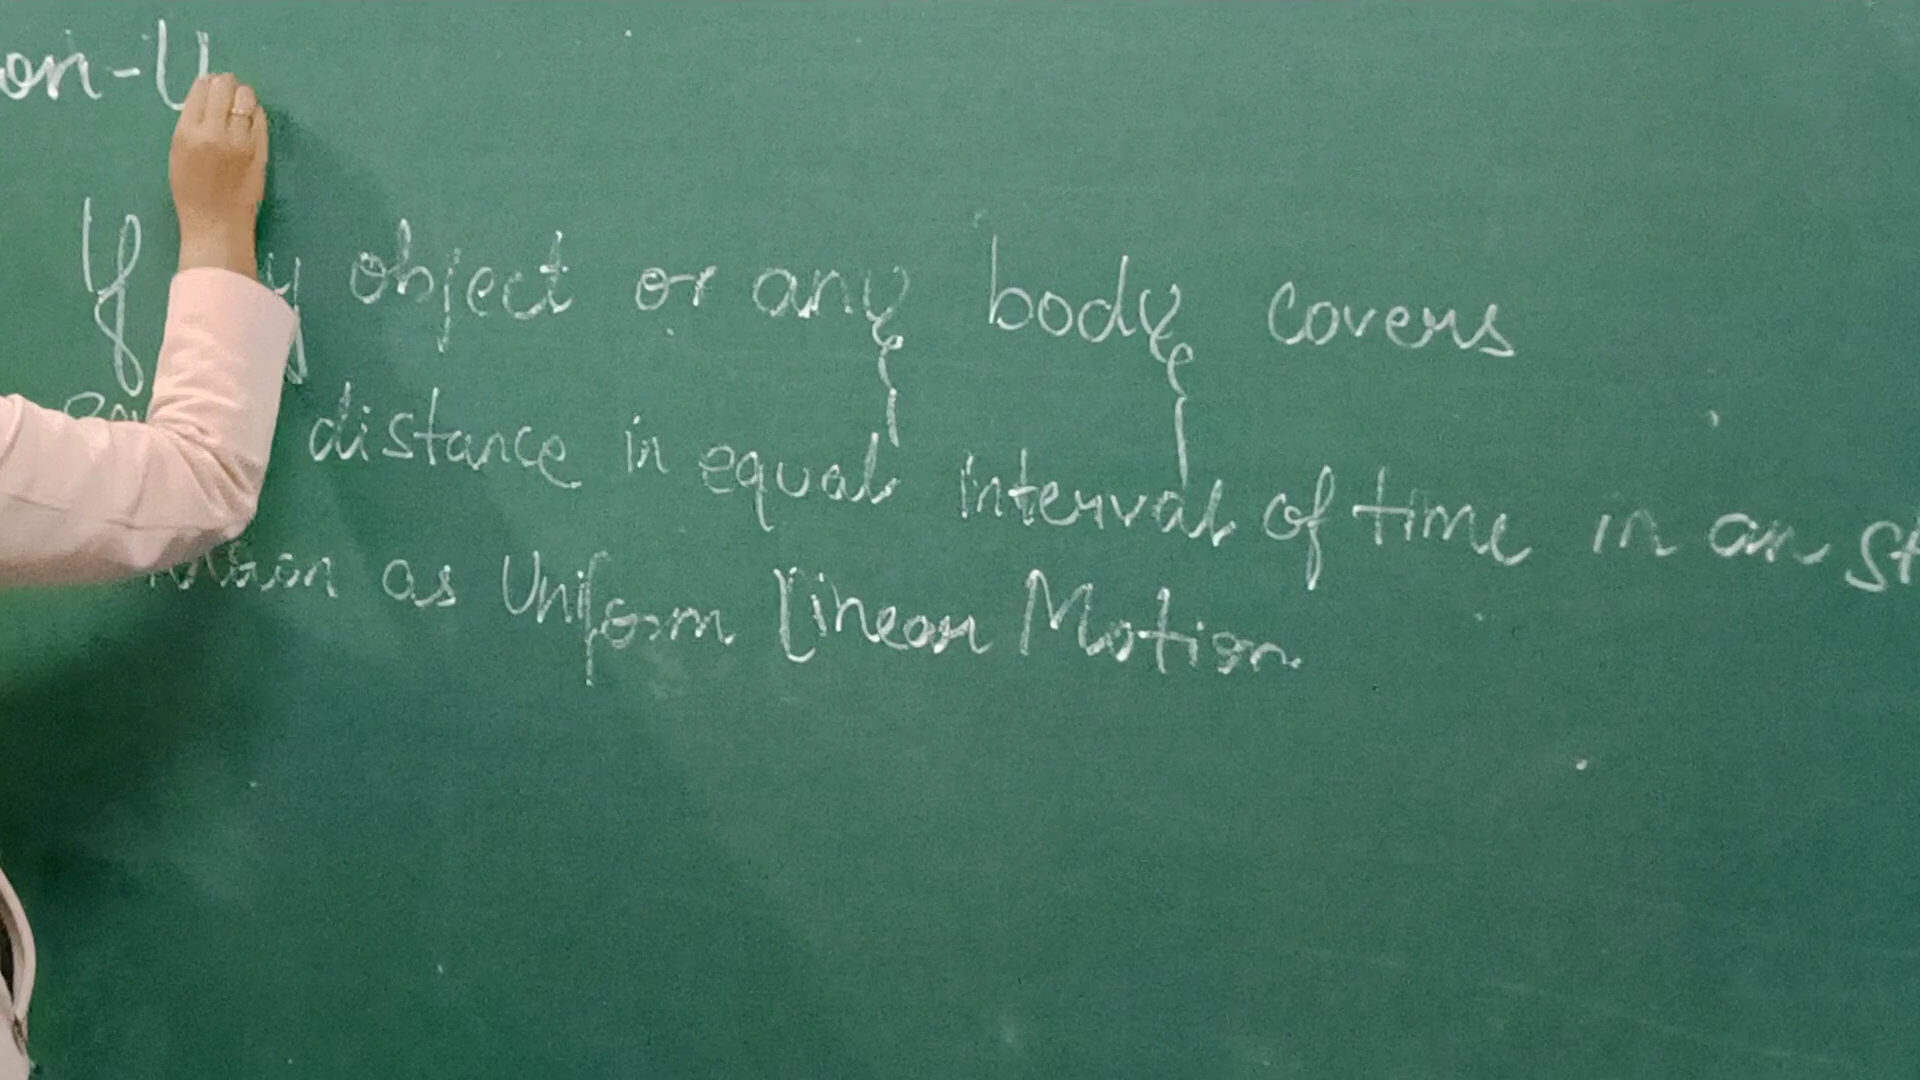 on-U
If y object or any body covers
distance in equal interval of time in an st
as Uniform Linear Motion